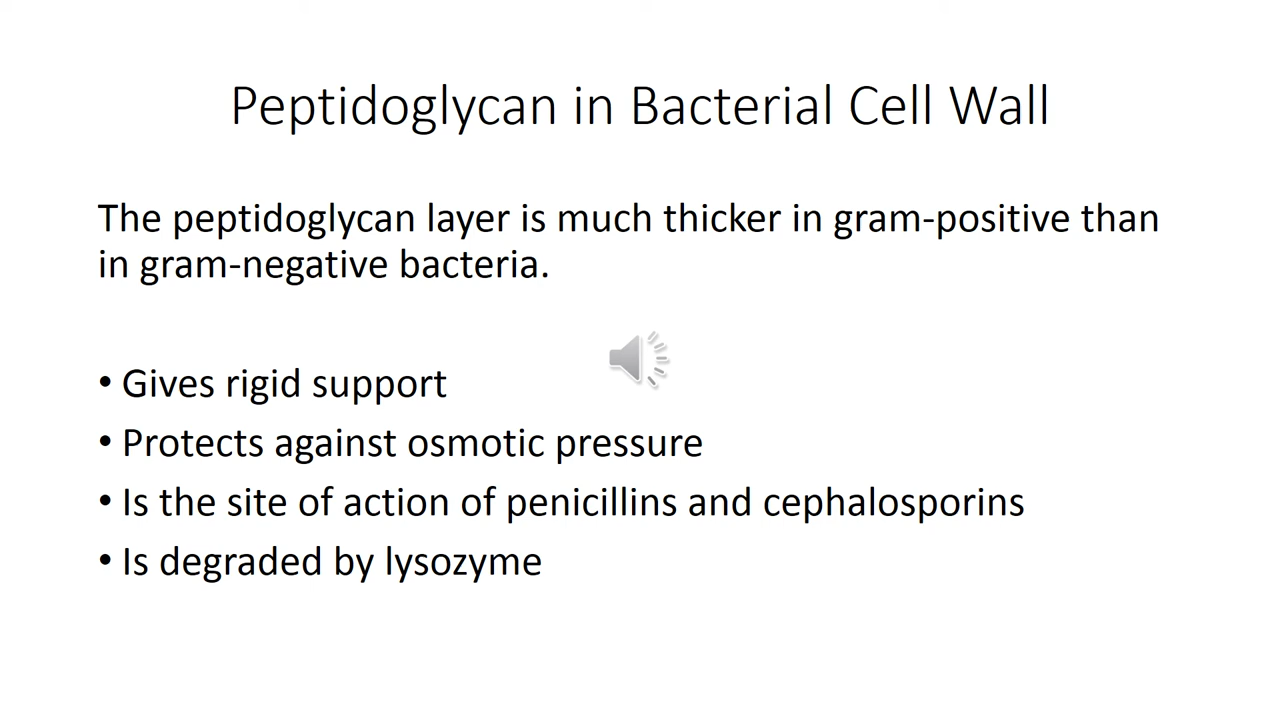 Peptidoglycan in Bacterial Cell Wall
The peptidoglycan layer is much thicker in gram-positive than
in gram-negative bacteria.
• Gives rigid support
• Protects against osmotic pressure
• Is the site of action of penicillins and cephalosporins
• Is degraded by lysozyme